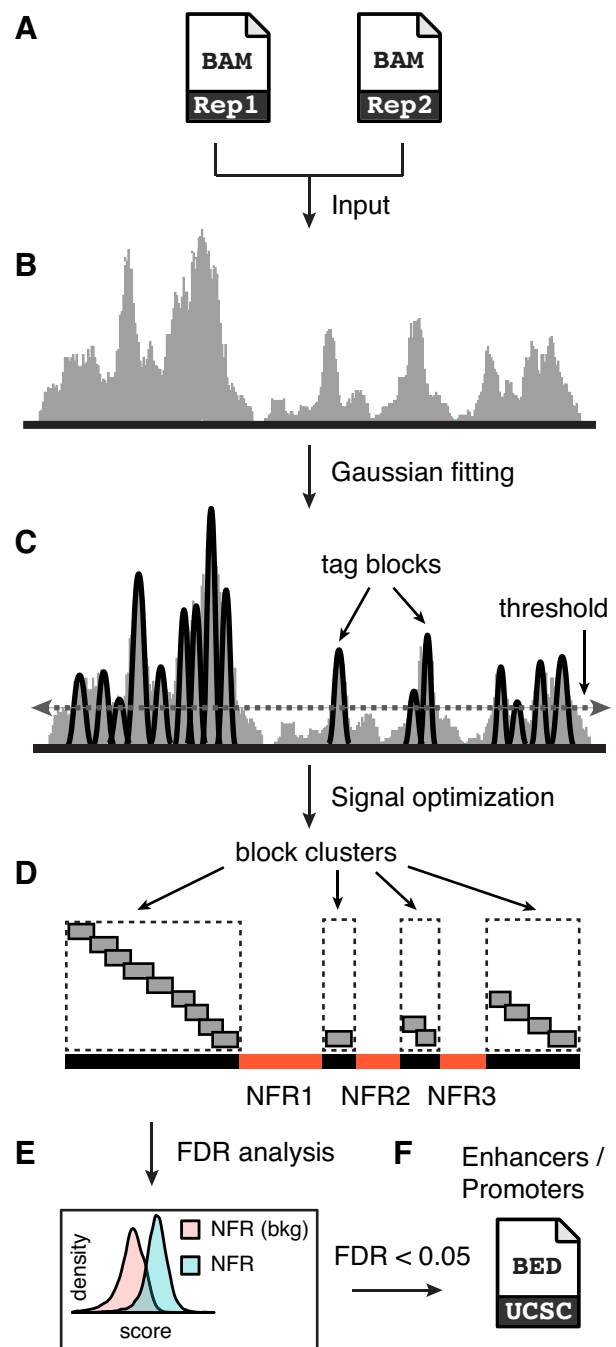 A
BAM
Rep1
BAM
Rep2
Input
B
Gaussian fitting
C
tag blocks
threshold
Signal optimization
block clusters
D
NFR1
NFR2
NFR3
E
FDR analysis
F
Enhancers /
Promoters
density
NFR (bkg)
NFR
score
FDR < 0.05
BED
UCSC